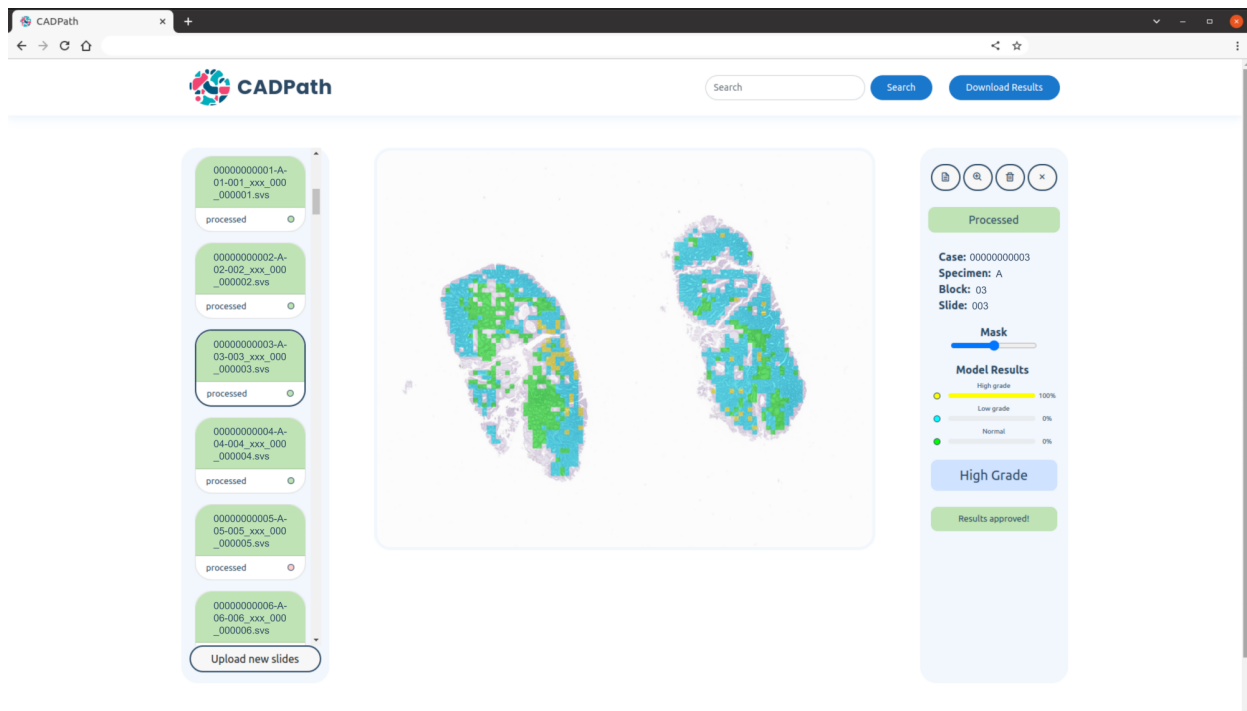 CADPath
CADPath
Search
Search
Download Results
00000000001-A-
01-001_xxx_000
_000001.svs
processed
00000000002-A-
02-002_xxx_000
_000002.svs
processed
00000000003-A-
03-003_xxx_000
_000003.svs
processed
00000000004-A-
04-004_xxx_000
_000004.svs
processed
00000000005-A-
05-005_xxx_000
_000005.svs
processed
00000000006-A-
06-006_xxx_000
_000006.svs
Upload new slides
Processed
Case: 00000000003
Specimen: A
Block: 03
Slide: 003
Mask
Model Results
High grade
100%
Low grade
0%
Normal
0%
High Grade
Results approved!